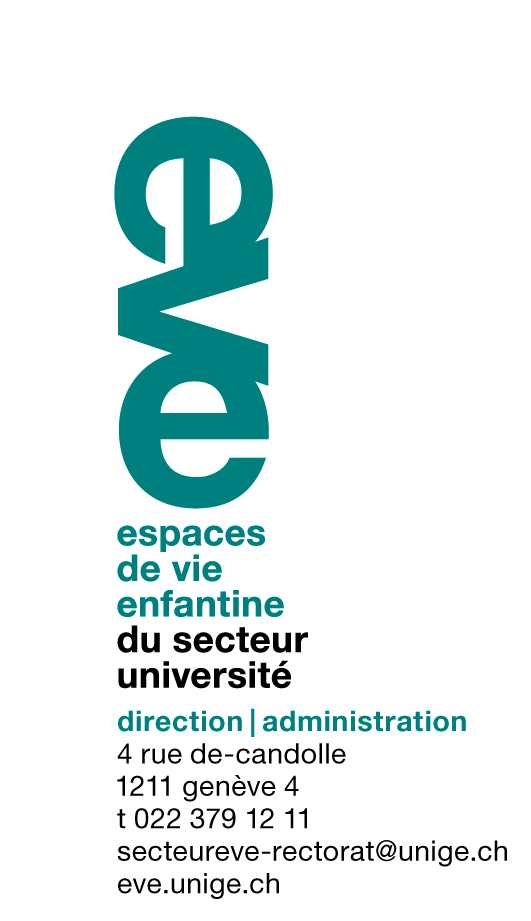 eve
espaces
de vie
enfantine
du secteur
université
direction | administration
4 rue de-candolle
1211 genève 4
t 022 379 12 11
secteureve-rectorat@unige.ch
eve.unige.ch